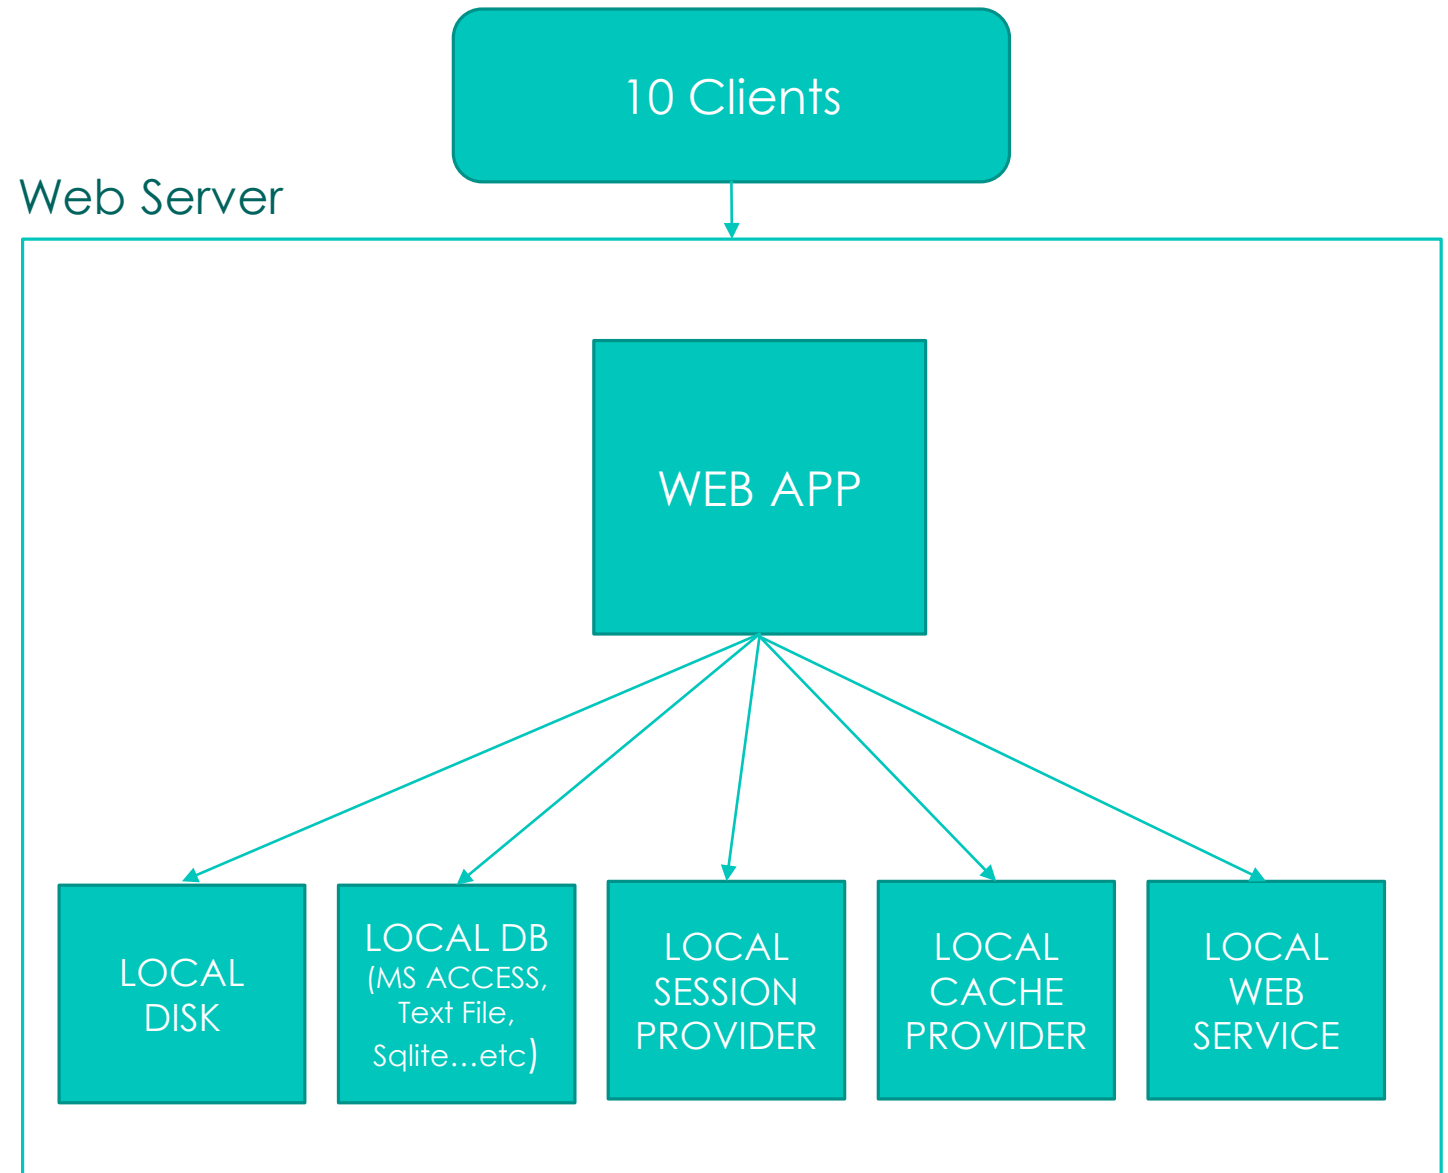 10 Clients
Web Server
WEB APP
LOCAL
DISK
LOCAL DB
(MS ACCESS,
Text File,
Sqlite...etc)
LOCAL
SESSION
PROVIDER
LOCAL
CACHE
PROVIDER
LOCAL
WEB
SERVICE